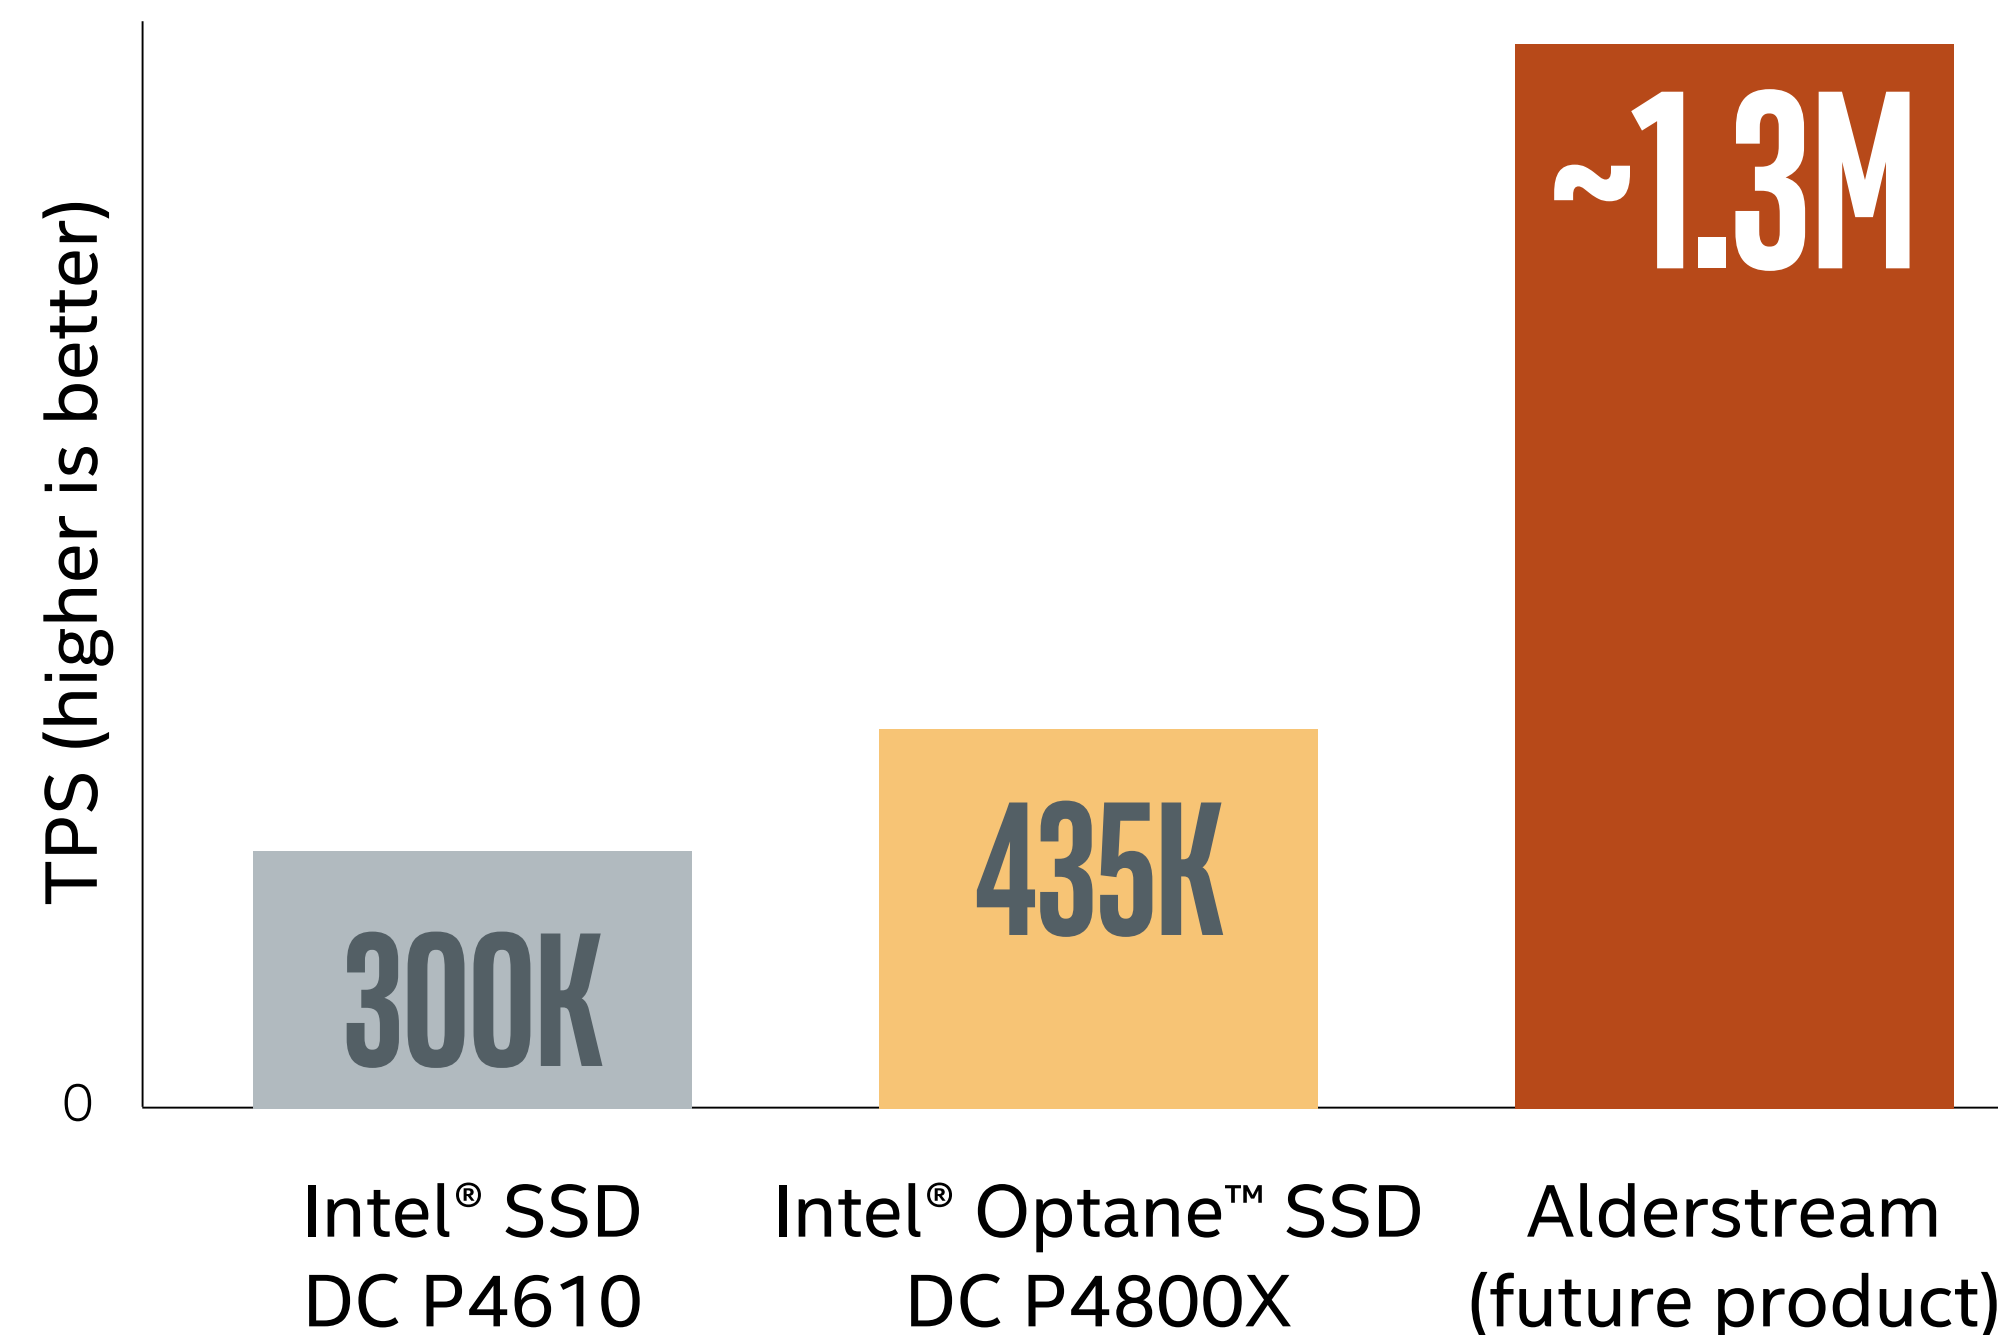 TPS (higher is better)
~1.3M
435K
300K
0
Intel® SSD
DC P4610
Intel® Optane™ SSD
DC P4800X
Alderstream
(future product)